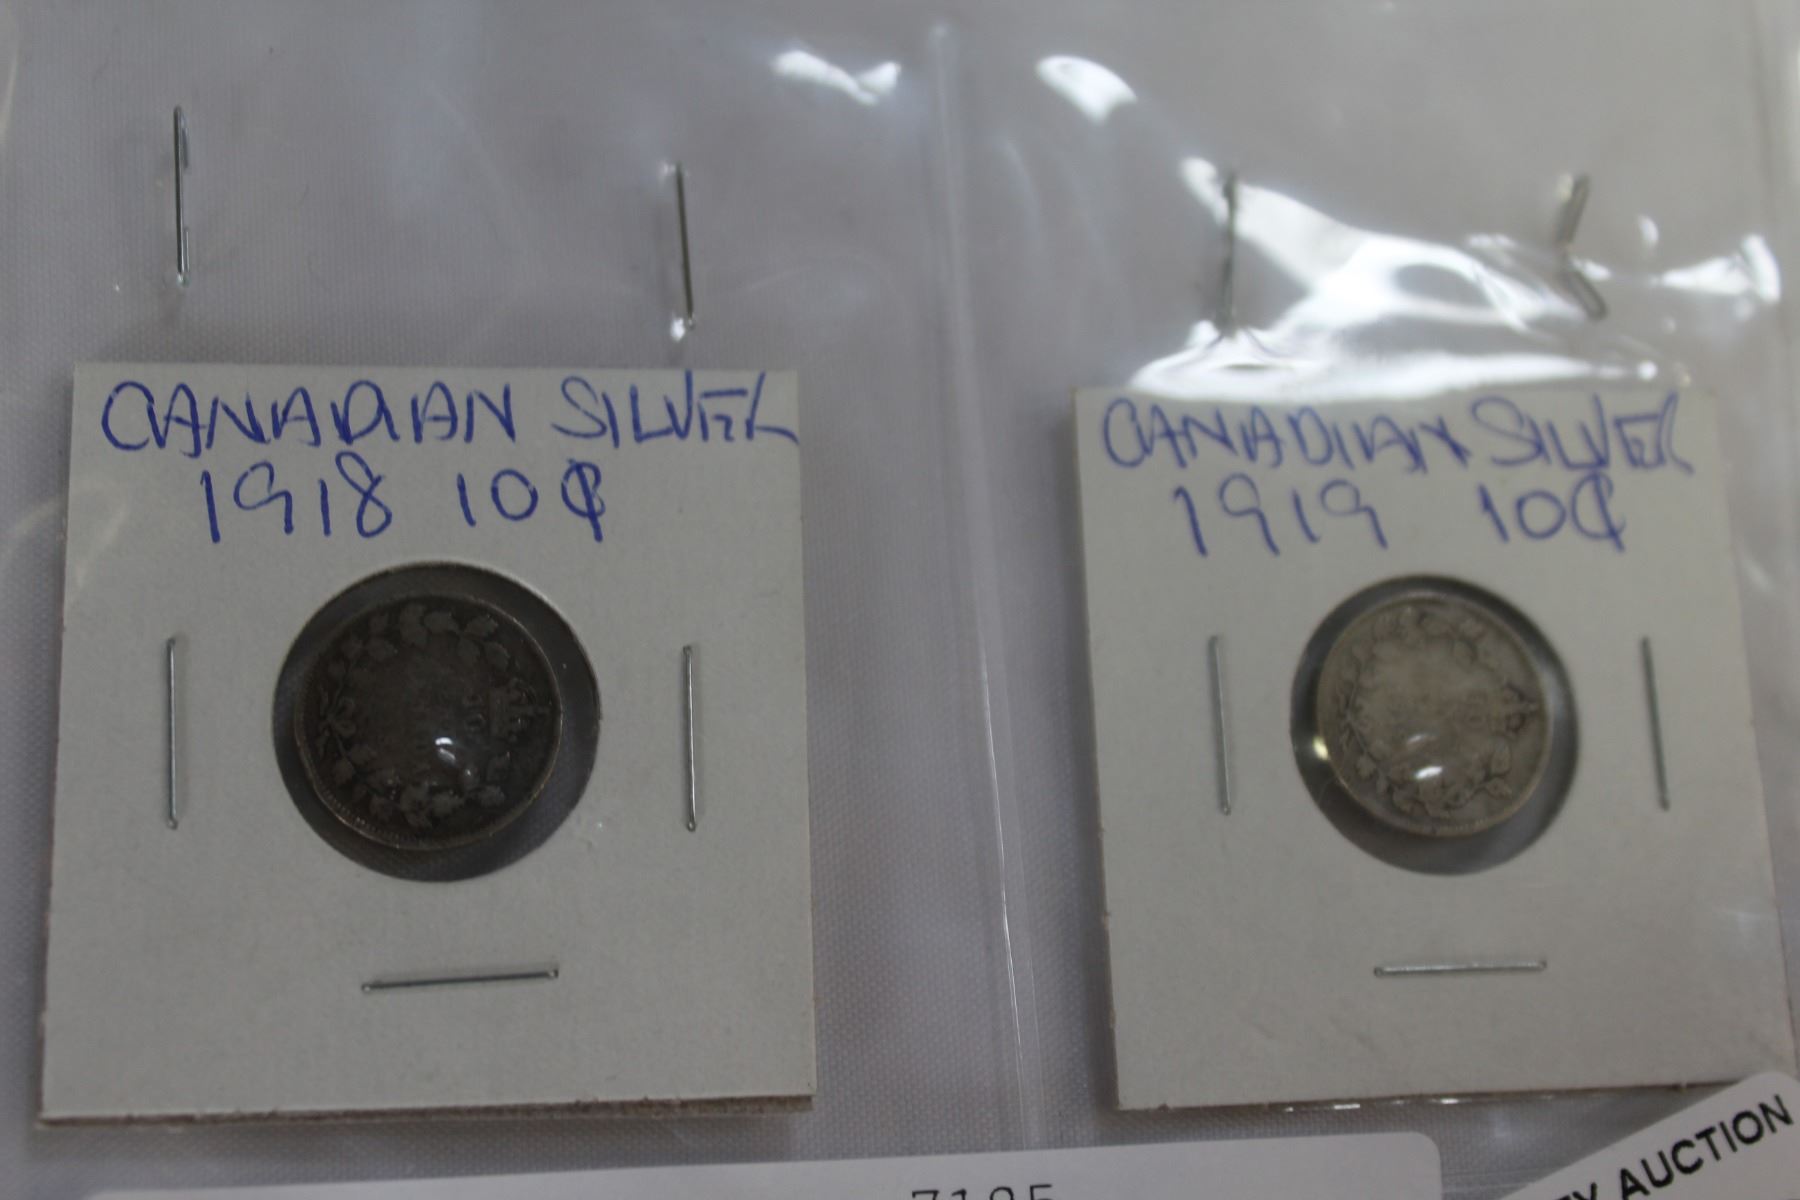 CANADIAN SILVER
1918 10¢
CANADIAN SILVER
1919 10¢
AUCTION